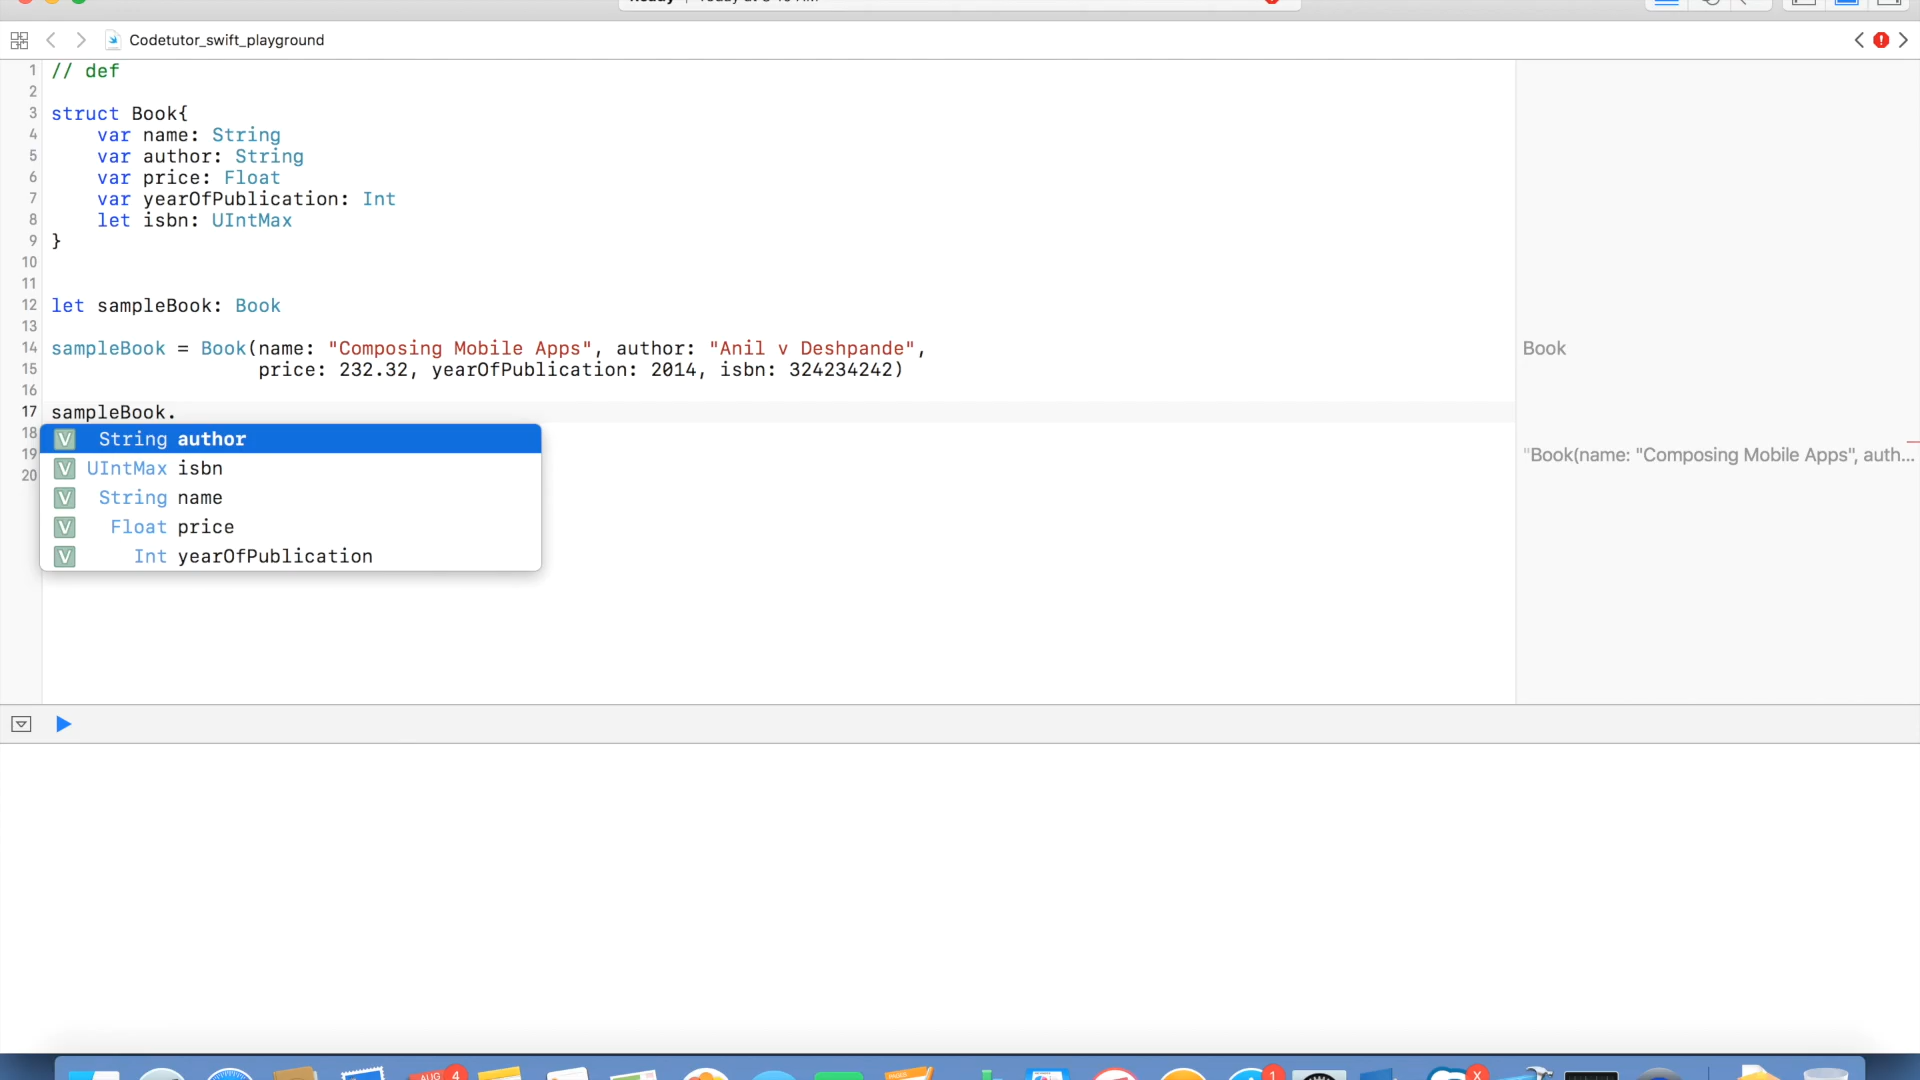 Codetutor_swift_playground
1 // def
2
3 struct Book{
4 var name: String
5 var author: String
6 var price: Float
7 var yearOfPublication: Int
8 let isbn: UIntMax
9 }
10
11
12 let sampleBook: Book
13
14 sampleBook = Book(name: "Composing Mobile Apps", author: "Anil v Deshpande", Book
15 price: 232.32, yearOfPublication: 2014, isbn: 324234242)
16
17 sampleBook.
18
V String author
19 "Book(name: "Composing Mobile Apps", auth...
V UIntMax isbn
20
V String name
V Float price
V Int yearOfPublication
AUG 4
PAGES
1
X